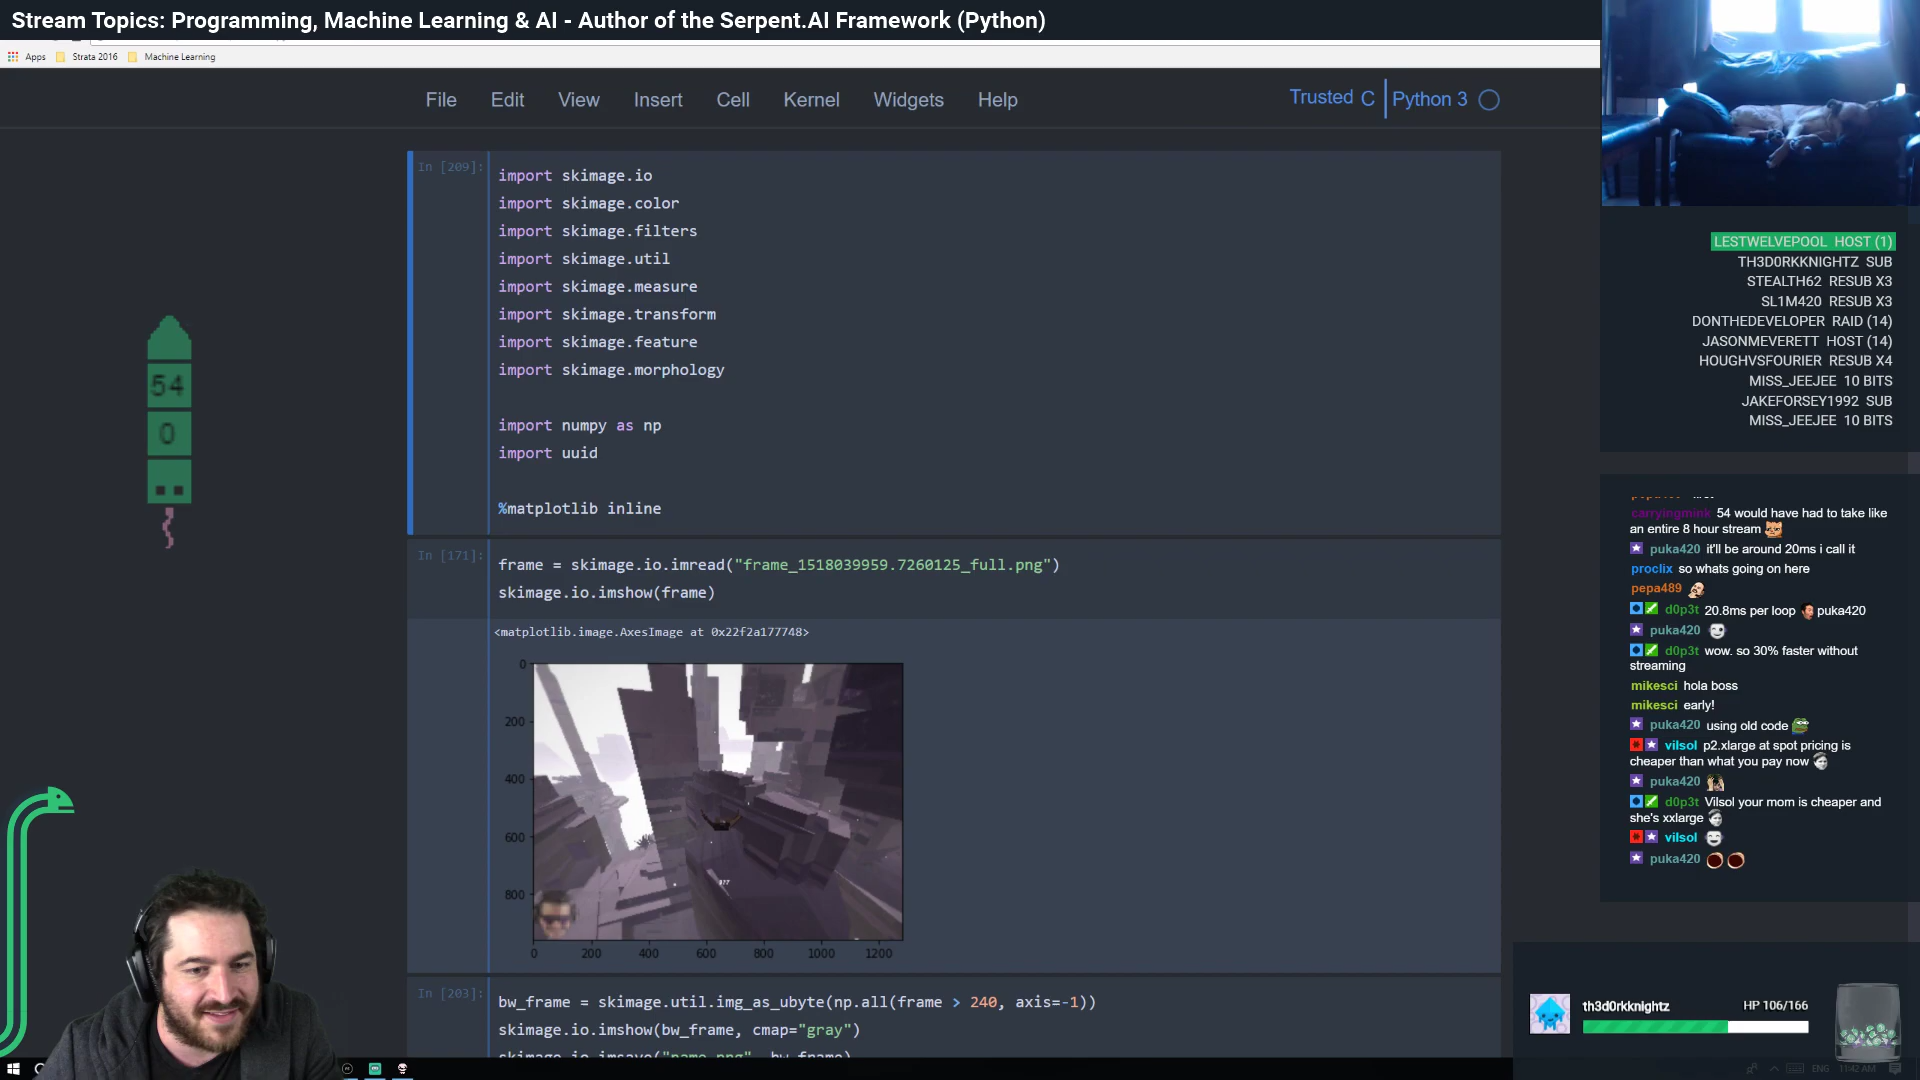 Stream Topics: Programming, Machine Learning & AI - Author of the Serpent.AI Framework (Python)
Apps Strata 2016 Machine Learning
File Edit View Insert Cell Kernel Widgets Help
Trusted C Python 3
In [209]:
import skimage.io
import skimage.color
import skimage.filters
import skimage.util
import skimage.measure
import skimage.transform
import skimage.feature
import skimage.morphology
import numpy as np
import uuid
%matplotlib inline
In [171]:
frame = skimage.io.imread("frame_1518039959.7260125_full.png")
skimage.io.imshow(frame)
<matplotlib.image.AxesImage at 0x22f2a177748>
0
200
400
600
800
???
0 200 400 600 800 1000 1200
In [203]:
bw_frame = skimage.util.img_as_ubyte(np.all(frame > 240, axis=-1))
skimage.io.imshow(bw_frame, cmap="gray")
skimage.io.imsave("name.png", bw_frame)
54
0
LESTWELVEPOOL HOST (1)
TH3D0RKKNIGHTZ SUB
STEALTH62 RESUB X3
SL1M420 RESUB X3
DONTHEDEVELOPER RAID (14)
JASONMEVERETT HOST (14)
HOUGHVSFOURIER RESUB X4
MISS_JEEJEE 10 BITS
JAKEFORSEY1992 SUB
MISS_JEEJEE 10 BITS
carryingmink 54 would have had to take like
an entire 8 hour stream
puka420 it'll be around 20ms i call it
proclix so whats going on here
pepa489
d0p3t 20.8ms per loop puka420
puka420
d0p3t wow. so 30% faster without
streaming
mikesci hola boss
mikesci early!
puka420 using old code
vilsol p2.xlarge at spot pricing is
cheaper than what you pay now
puka420
d0p3t Vilsol your mom is cheaper and
she's xxlarge
vilsol
puka420
th3d0rkknightz HP 106/166
ENG 11:42 AM